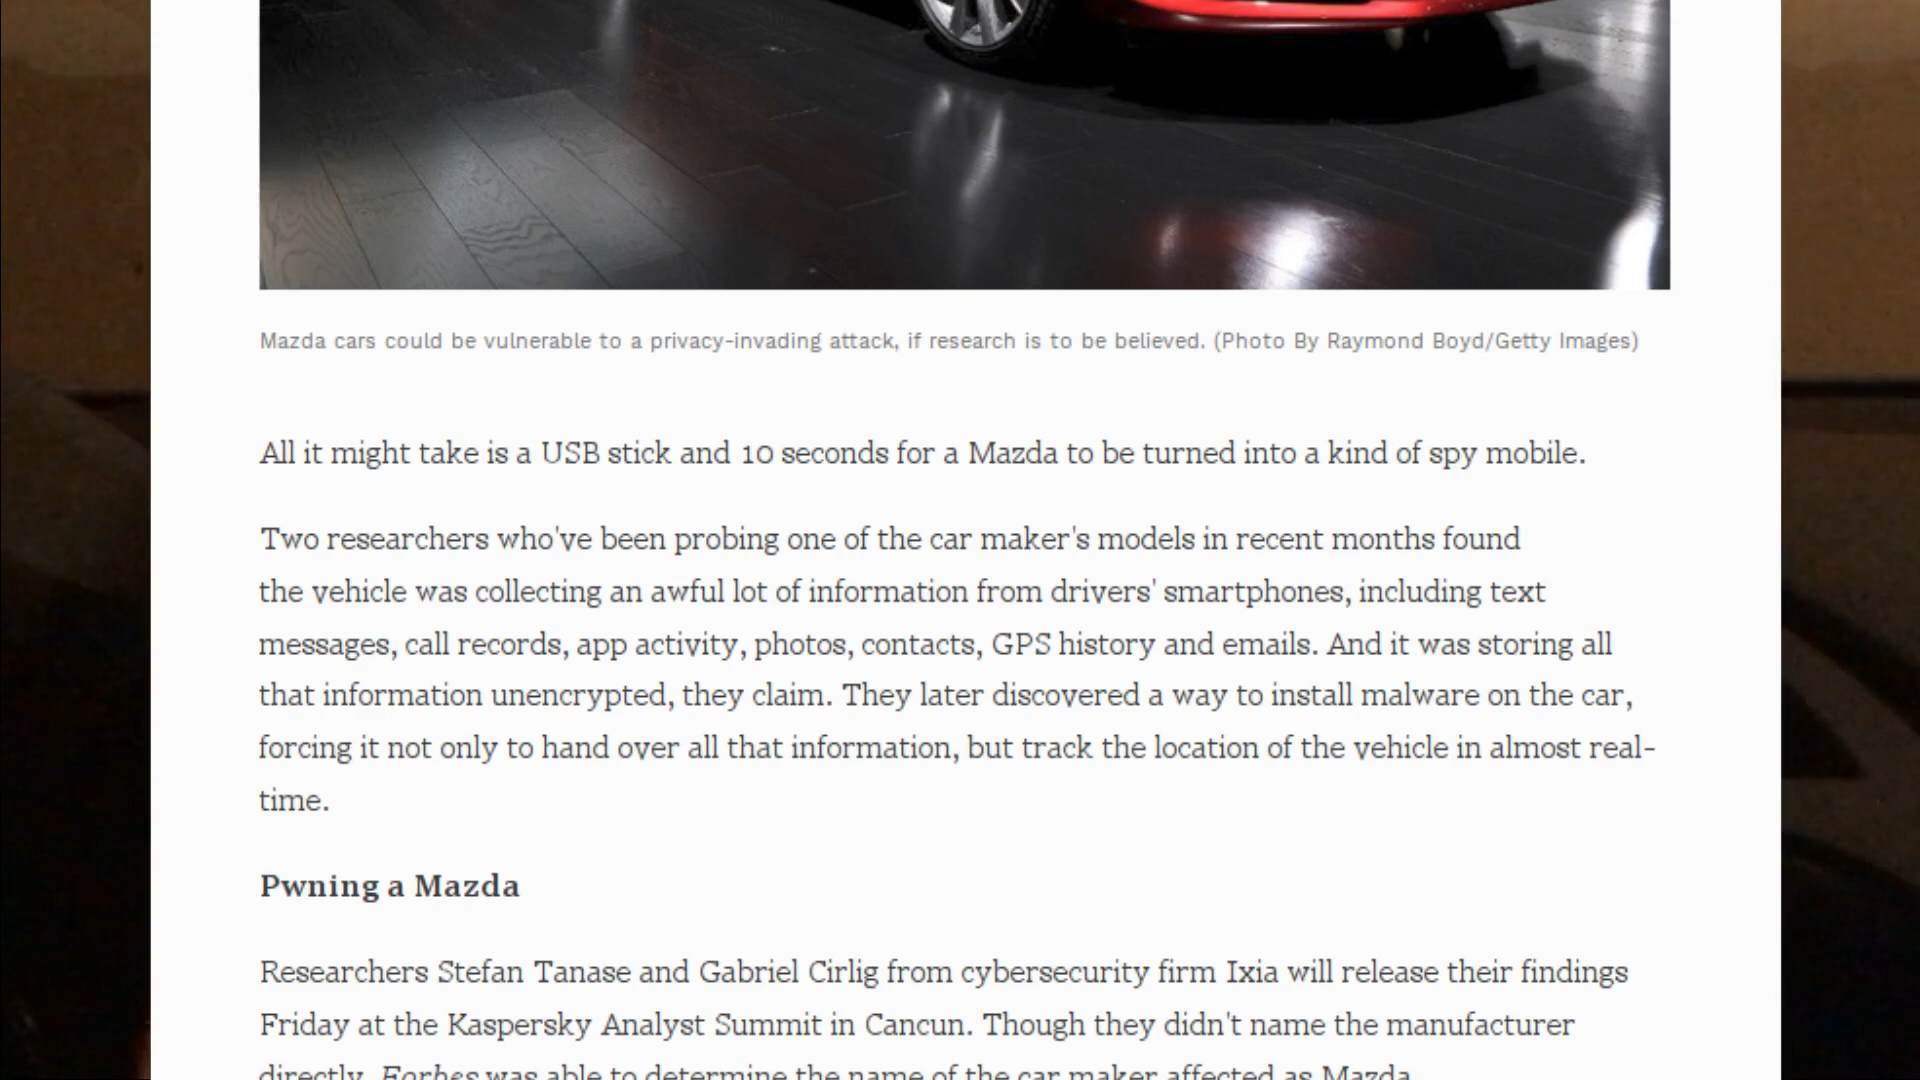 Mazda cars could be vulnerable to a privacy-invading attack, if research is to be believed. (Photo By Raymond Boyd/Getty Images)
All it might take is a USB stick and 10 seconds for a Mazda to be turned into a kind of spy mobile.
Two researchers who've been probing one of the car maker's models in recent months found
the vehicle was collecting an awful lot of information from drivers' smartphones, including text
messages, call records, app activity, photos, contacts, GPS history and emails. And it was storing all
that information unencrypted, they claim. They later discovered a way to install malware on the car,
forcing it not only to hand over all that information, but track the location of the vehicle in almost real-
time.
Pwning a Mazda
Researchers Stefan Tanase and Gabriel Cirlig from cybersecurity firm Ixia will release their findings
Friday at the Kaspersky Analyst Summit in Cancun. Though they didn't name the manufacturer
directly, Forbes was able to determine the name of the car maker affected as Mazda.